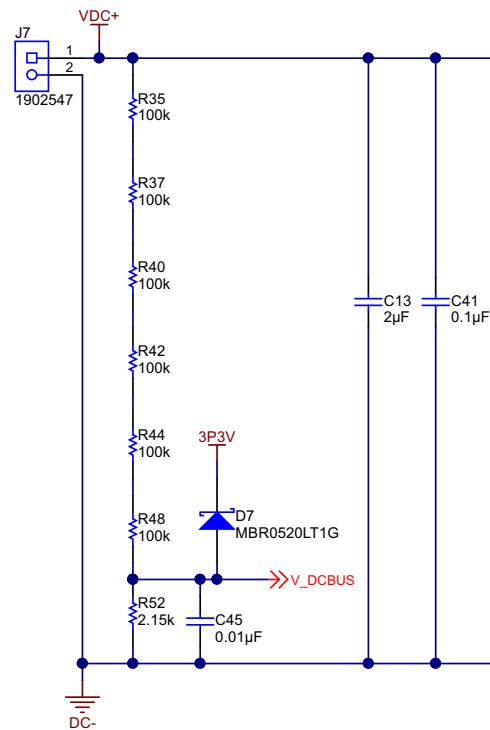 VDC+
J7
1
2
1902547
R35
100k
R37
100k
R40
100k
C13
2µF
C41
0.1µF
R42
100k
R44
100k
3P3V
R48
100k
D7
MBR0520LT1G
V_DCBUS
R52
2.15k
C45
0.01µF
DC-